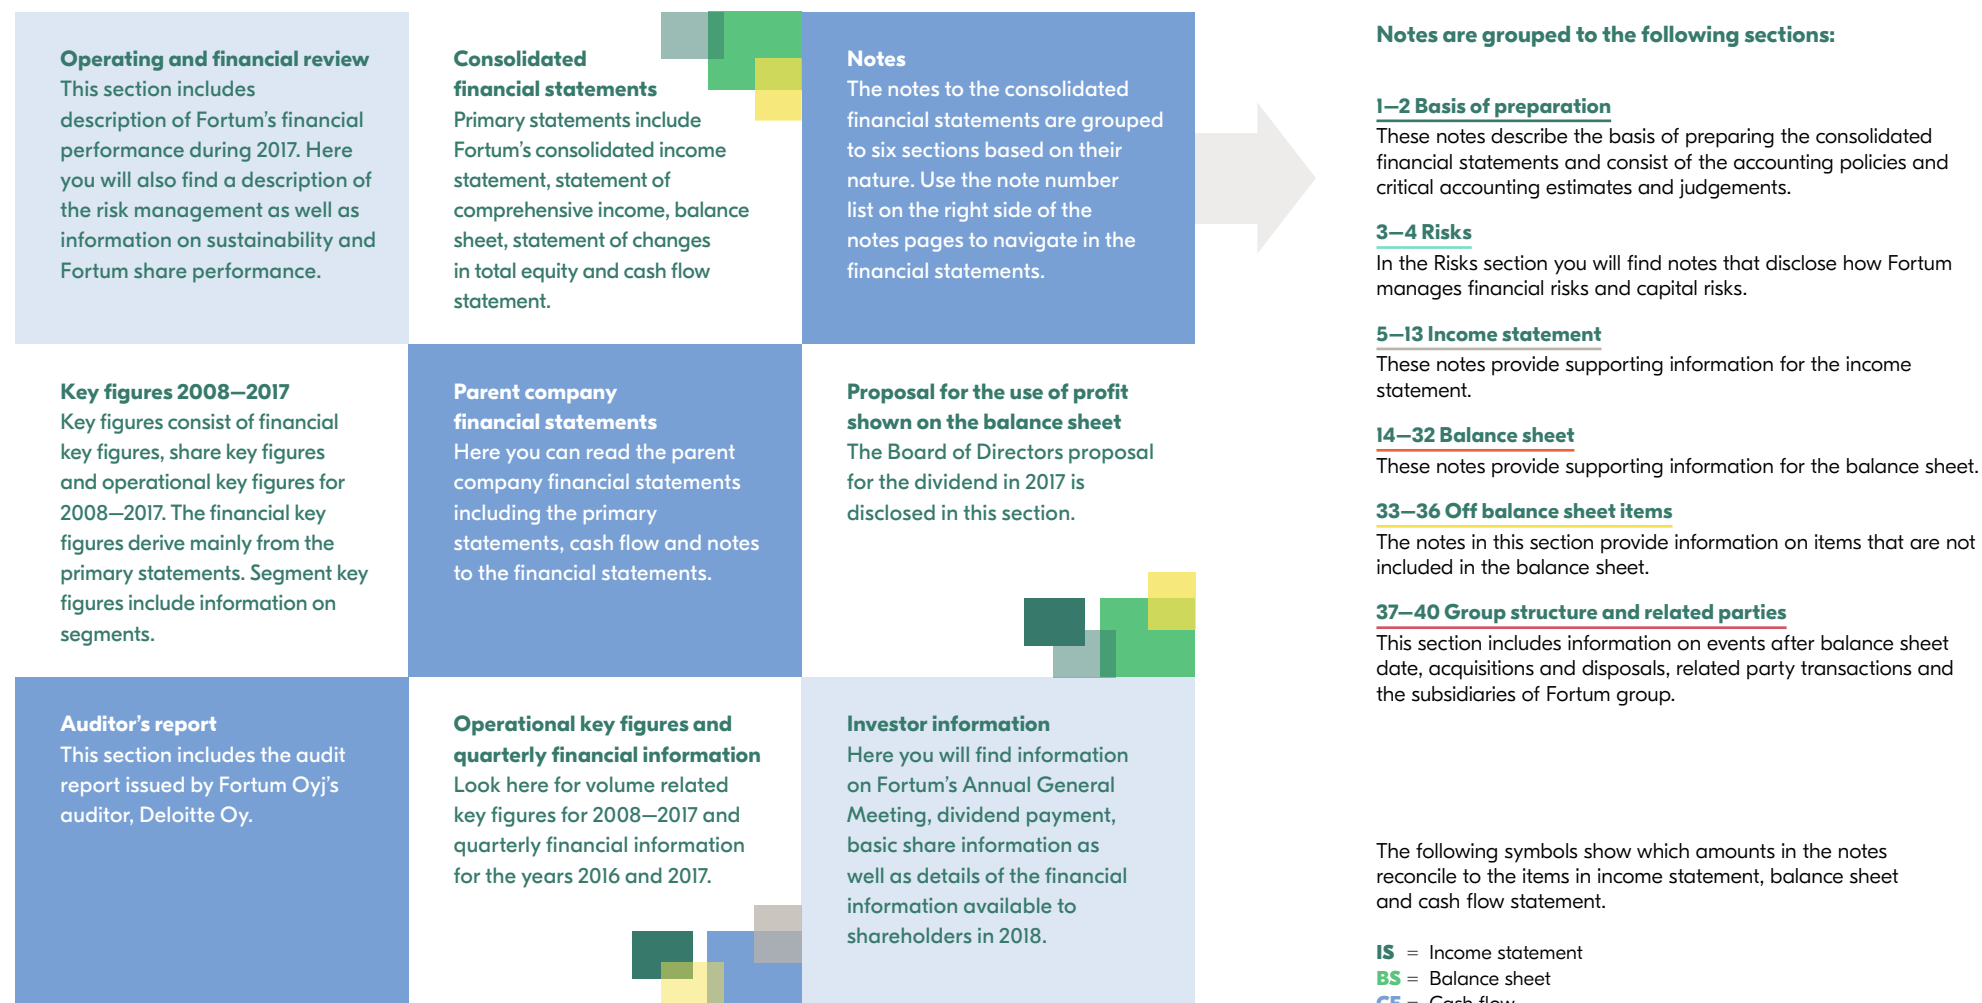 Operating and financial review
This section includes
description of Fortum's financial
performance during 2017. Here
you will also find a description of
the risk management as well as
information on sustainability and
Fortum share performance.
Consolidated
financial statements
Primary statements include
Fortum's consolidated income
statement, statement of
comprehensive income, balance
sheet, statement of changes
in total equity and cash flow
statement.
Notes
The notes to the consolidated
financial statements are grouped
to six sections based on their
nature. Use the note number
list on the right side of the
notes pages to navigate in the
financial statements.
Key figures 2008–2017
Key figures consist of financial
key figures, share key figures
and operational key figures for
2008–2017. The financial key
figures derive mainly from the
primary statements. Segment key
figures include information on
segments.
Parent company
financial statements
Here you can read the parent
company financial statements
including the primary
statements, cash flow and notes
to the financial statements.
Proposal for the use of profit
shown on the balance sheet
The Board of Directors proposal
for the dividend in 2017 is
disclosed in this section.
Auditor's report
This section includes the audit
report issued by Fortum Oyj's
auditor, Deloitte Oy.
Operational key figures and
quarterly financial information
Look here for volume related
key figures for 2008–2017 and
quarterly financial information
for the years 2016 and 2017.
Investor information
Here you will find information
on Fortum's Annual General
Meeting, dividend payment,
basic share information as
well as details of the financial
information available to
shareholders in 2018.
Notes are grouped to the following sections:
1–2 Basis of preparation
These notes describe the basis of preparing the consolidated
financial statements and consist of the accounting policies and
critical accounting estimates and judgements.
3–4 Risks
In the Risks section you will find notes that disclose how Fortum
manages financial risks and capital risks.
5–13 Income statement
These notes provide supporting information for the income
statement.
14–32 Balance sheet
These notes provide supporting information for the balance sheet.
33–36 Off balance sheet items
The notes in this section provide information on items that are not
included in the balance sheet.
37–40 Group structure and related parties
This section includes information on events after balance sheet
date, acquisitions and disposals, related party transactions and
the subsidiaries of Fortum group.
The following symbols show which amounts in the notes
reconcile to the items in income statement, balance sheet
and cash flow statement.
IS = Income statement
BS = Balance sheet
CF = Cash flow